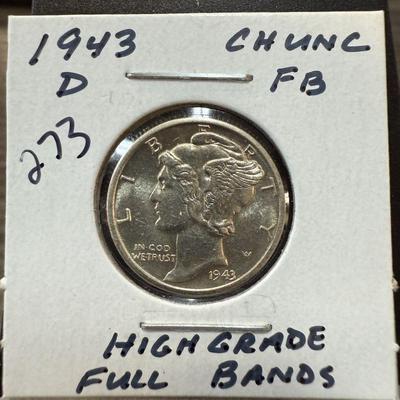 1943 CH UNC
D FB
273
LIBERTY
IN GOD
WE TRUST
1943
HIGH GRADE
FULL BANDS